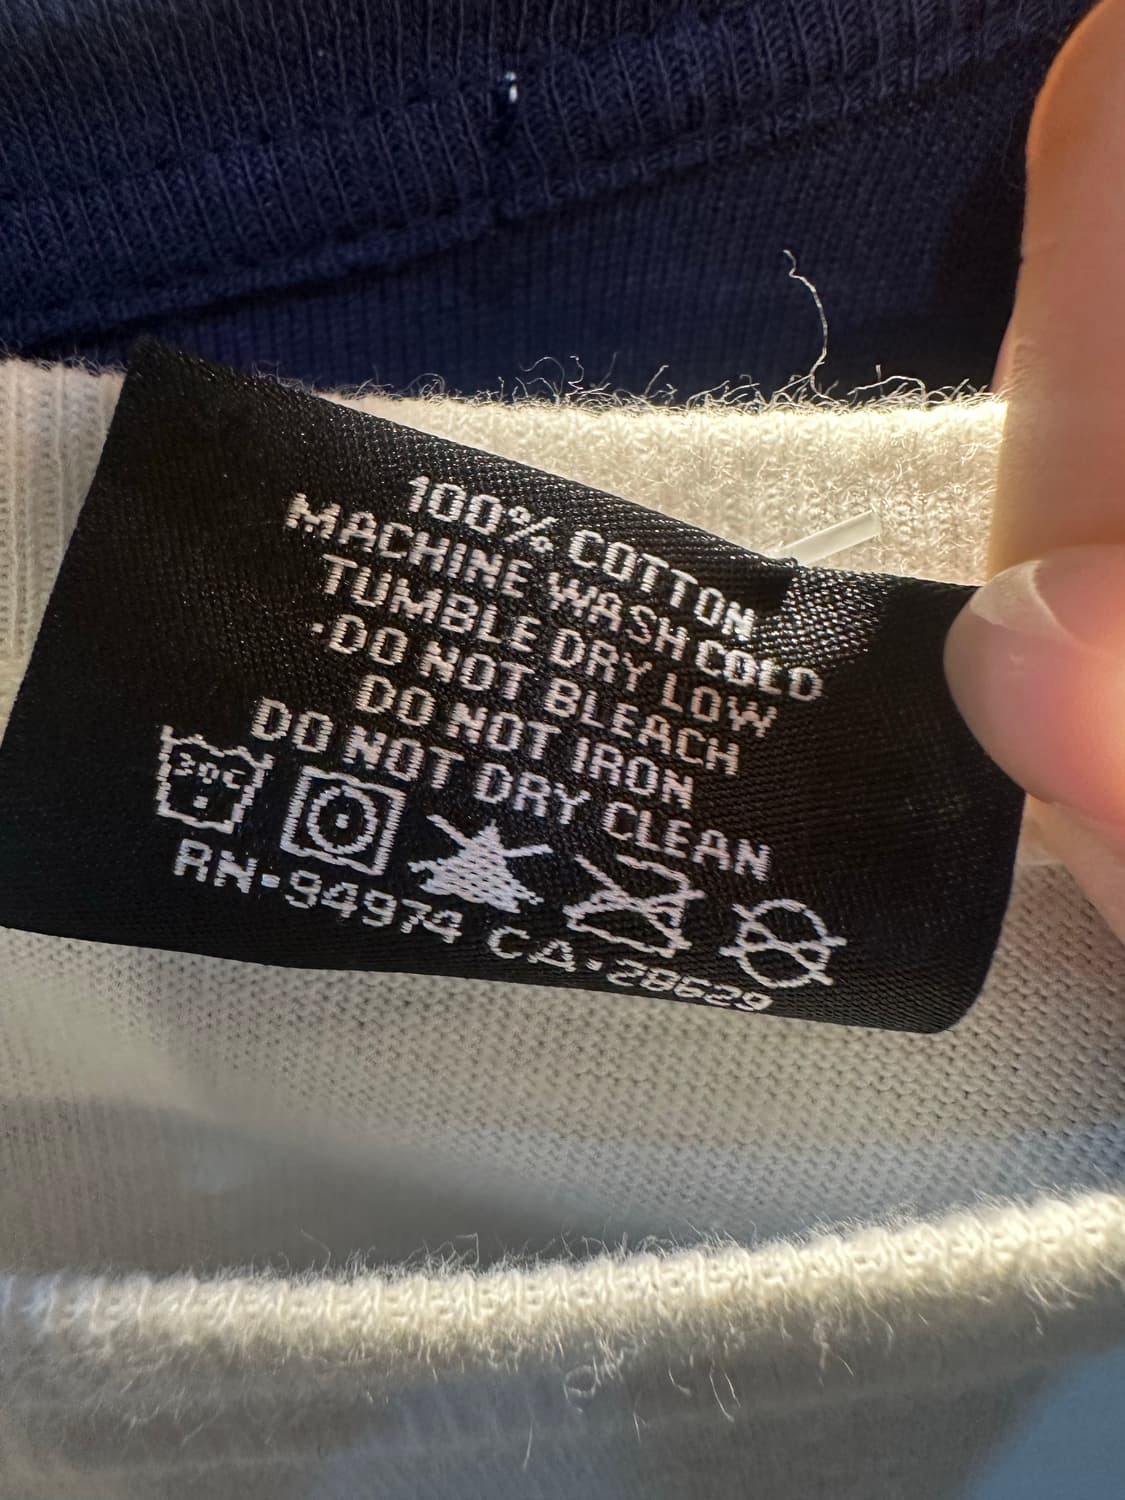 100% COTTON
MACHINE WASH COLD
TUMBLE DRY LOW
·DO NOT BLEACH
DO NOT IRON
DO NOT DRY CLEAN
30C
RN·94974 CA·28629